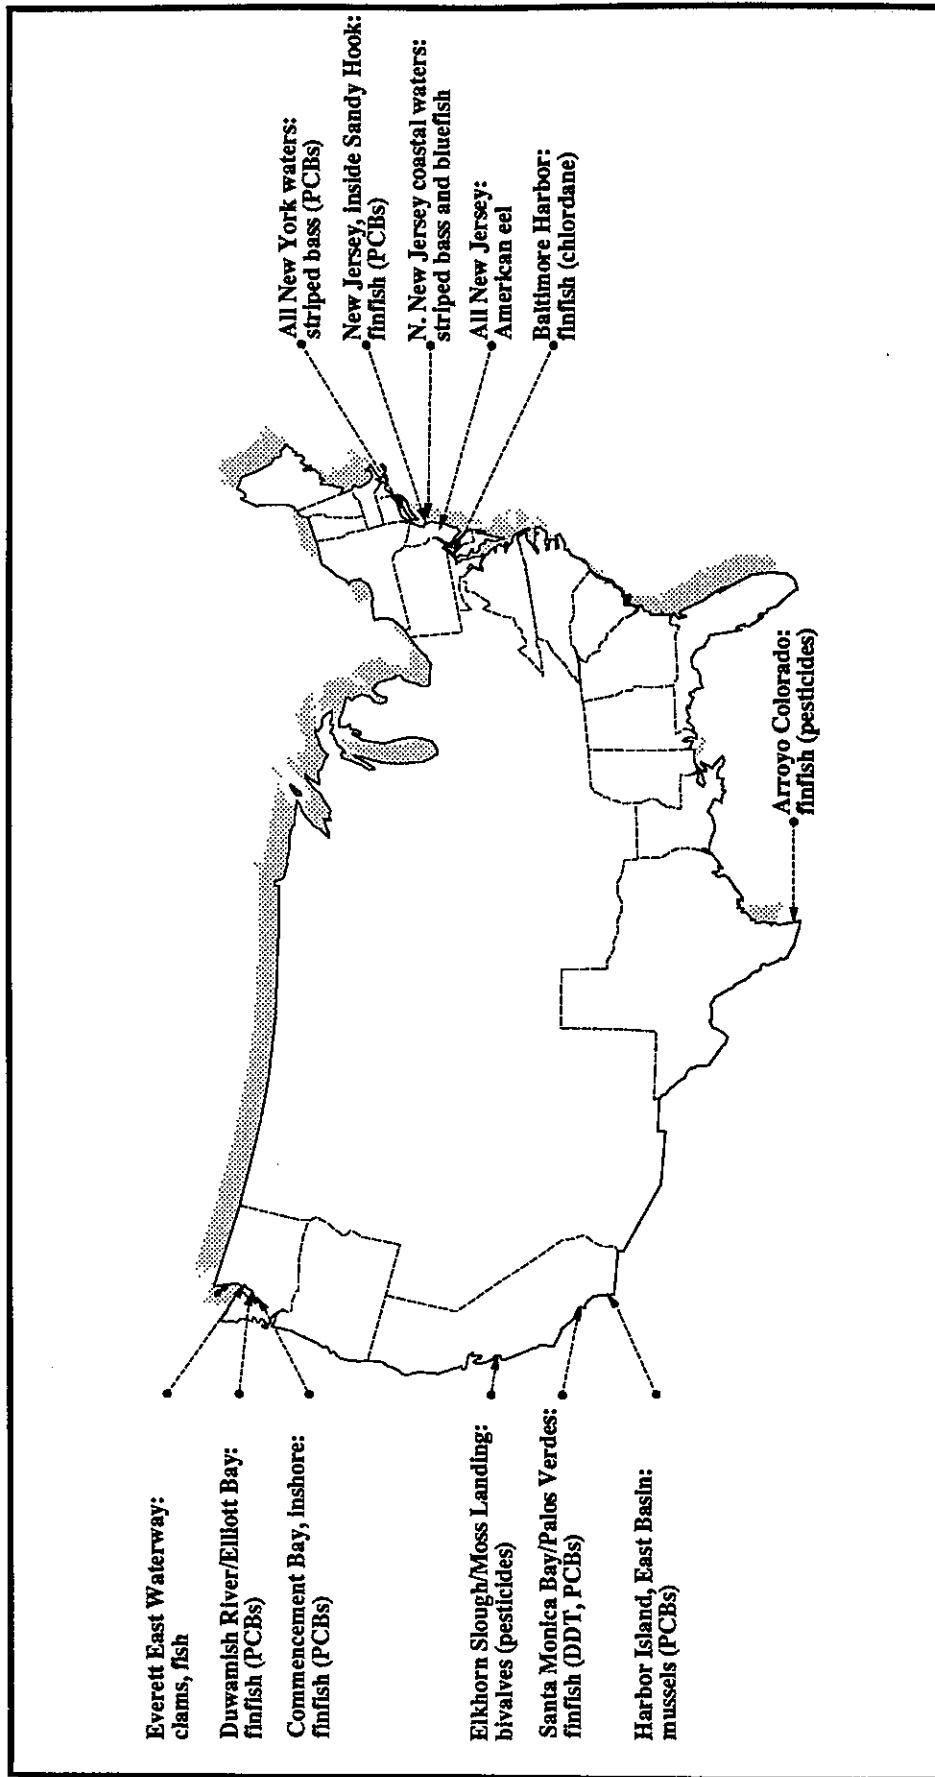 Everett East Waterway:
clams, fish
Duwamish River/Elliott Bay:
finfish (PCBs)
Commencement Bay, inshore:
finfish (PCBs)
Elkhorn Slough/Moss Landing:
bivalves (pesticides)
Santa Monica Bay/Palos Verdes:
finfish (DDT, PCBs)
Harbor Island, East Basin:
mussels (PCBs)
All New York waters:
striped bass (PCBs)
New Jersey, inside Sandy Hook:
finfish (PCBs)
N. New Jersey coastal waters:
striped bass and bluefish
All New Jersey:
American eel
Baltimore Harbor:
finfish (chlordane)
Arroyo Colorado:
finfish (pesticides)